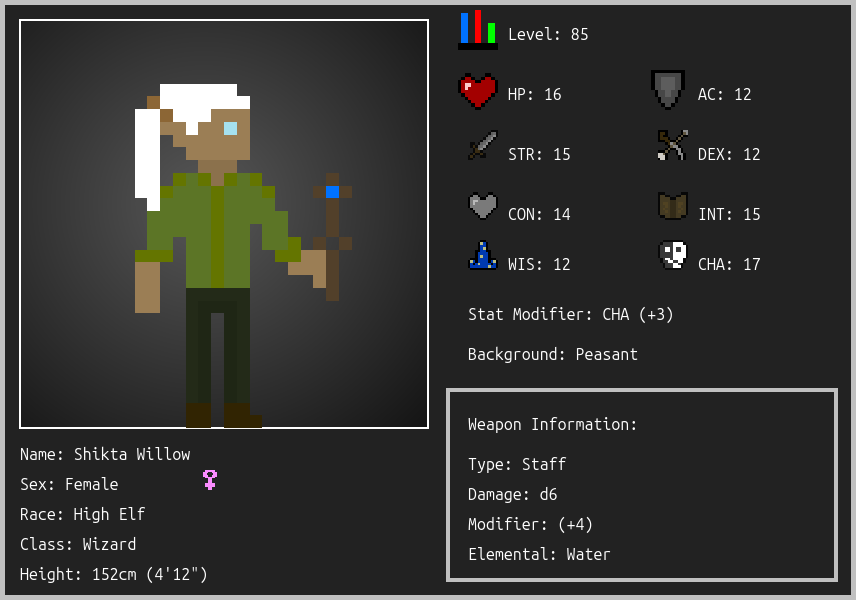 Level: 85
HP: 16
AC: 12
STR: 15
DEX: 12
CON: 14
INT: 15
WIS: 12
CHA: 17
Stat Modifier: CHA (+3)
Background: Peasant
Name: Shikta Willow
Sex: Female
Race: High Elf
Class: Wizard
Height: 152cm (4'12")
Weapon Information:
Type: Staff
Damage: d6
Modifier: (+4)
Elemental: Water